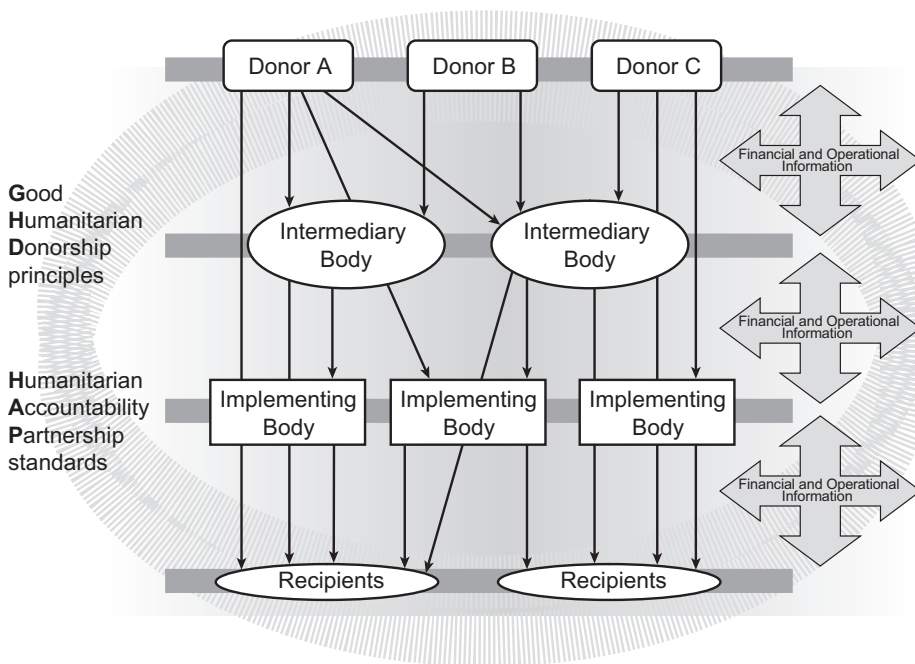 Donor A
Donor B
Donor C
Financial and Operational
Information
Good
Humanitarian
Donorship
principles
Intermediary
Body
Intermediary
Body
Financial and Operational
Information
Humanitarian
Accountability
Partnership
standards
Implementing
Body
Implementing
Body
Implementing
Body
Financial and Operational
Information
Recipients
Recipients